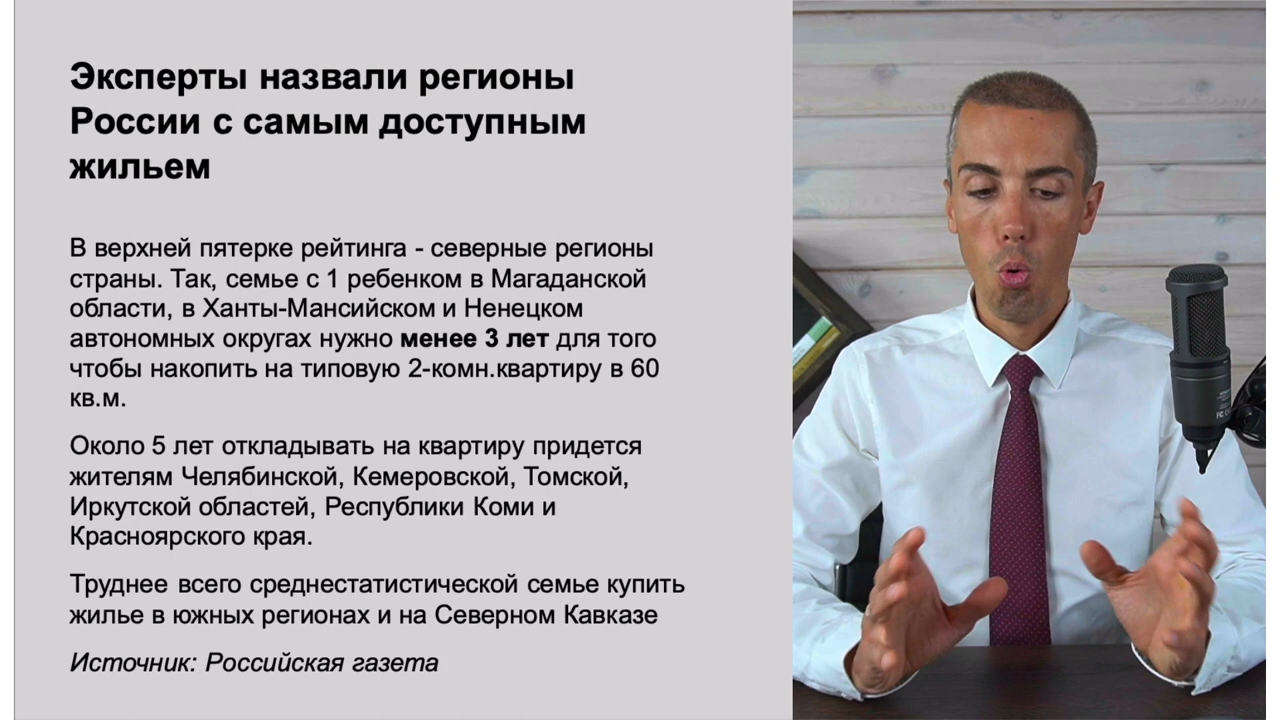 Эксперты назвали регионы
России с самым доступным
жильем
В верхней пятерке рейтинга - северные регионы
страны. Так, семье с 1 ребенком в Магаданской
области, в Ханты-Мансийском и Ненецком
автономных округах нужно менее 3 лет для того
чтобы накопить на типовую 2-комн.квартиру в 60
кв.м.
Около 5 лет откладывать на квартиру придется
жителям Челябинской, Кемеровской, Томской,
Иркутской областей, Республики Коми и
Красноярского края.
Труднее всего среднестатистической семье купить
жилье в южных регионах и на Северном Кавказе
Источник: Российская газета